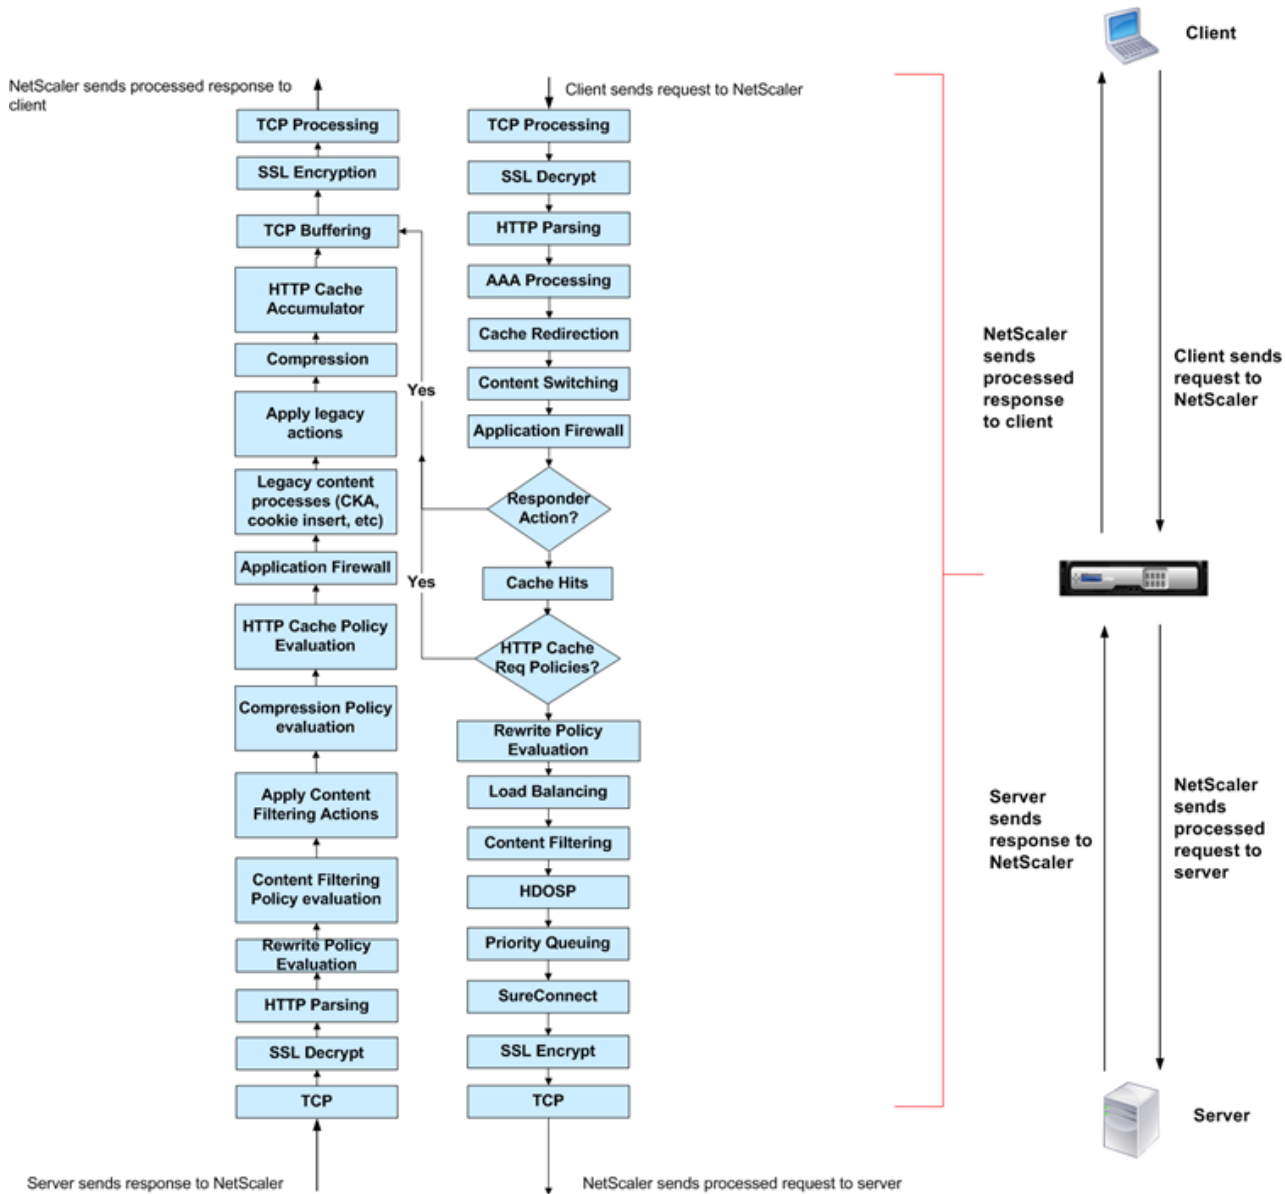 NetScaler sends processed response to
client
TCP Processing
SSL Encryption
TCP Buffering
HTTP Cache
Accumulator
Compression
Apply legacy
actions
Legacy content
processes (CKA,
cookie insert, etc)
Application Firewall
HTTP Cache Policy
Evaluation
Compression Policy
evaluation
Apply Content
Filtering Actions
Content Filtering
Policy evaluation
Rewrite Policy
Evaluation
HTTP Parsing
SSL Decrypt
TCP
Server sends response to NetScaler
Client sends request to NetScaler
TCP Processing
SSL Decrypt
HTTP Parsing
AAA Processing
Cache Redirection
Content Switching
Application Firewall
Responder
Action?
Yes
Cache Hits
HTTP Cache
Req Policies?
Yes
Rewrite Policy
Evaluation
Load Balancing
Content Filtering
HDOSP
Priority Queuing
SureConnect
SSL Encrypt
TCP
NetScaler sends processed request to server
Client
NetScaler
sends
processed
response
to client
Client sends
request to
NetScaler
Server
sends
response to
NetScaler
NetScaler
sends
processed
request to
server
Server